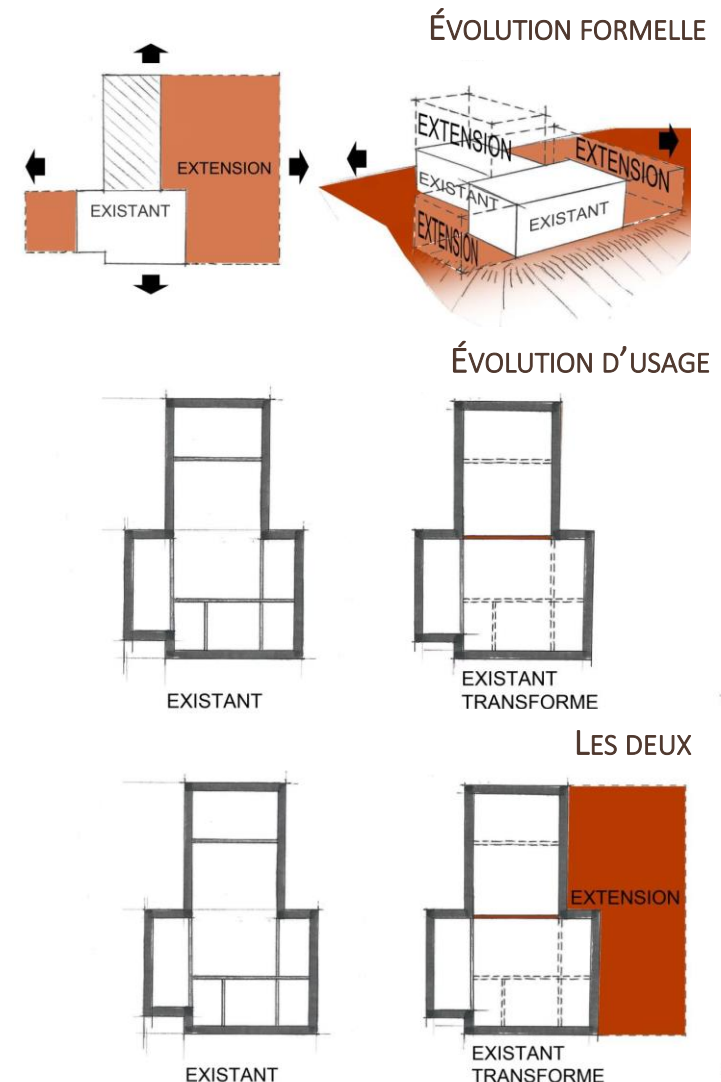 ÉVOLUTION FORMELLE
EXTENSION
EXISTANT
EXTENSION
EXTENSION
EXISTANT
EXISTANT
EXTENSION
ÉVOLUTION D'USAGE
EXISTANT
EXISTANT
TRANSFORME
LES DEUX
EXTENSION
EXISTANT
EXISTANT
TRANSFORME